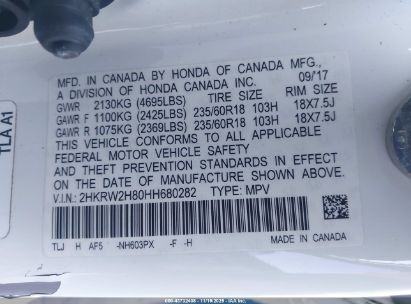 MFD. IN CANADA BY HONDA OF CANADA MFG.,
A DIVISION OF HONDA CANADA INC. 09/17
TIRE SIZE RIM SIZE
GVWR 2130KG (4695LBS)
GAWR F 1100KG (2425LBS) 235/60R18 103H 18X7.5J
GAWR R 1075KG (2369LBS) 235/60R18 103H 18X7.5J
THIS VEHICLE CONFORMS TO ALL APPLICABLE
FEDERAL MOTOR VEHICLE SAFETY
AND THEFT PREVENTION STANDARDS IN EFFECT
ON THE DATE OF MANUFACTURE SHOWN ABOVE.
V.I.N.: 2HKRW2H80HH680282 TYPE: MPV
TLJ H AF5 -NH603PX -F -H
MADE IN CANADA
TLA A1